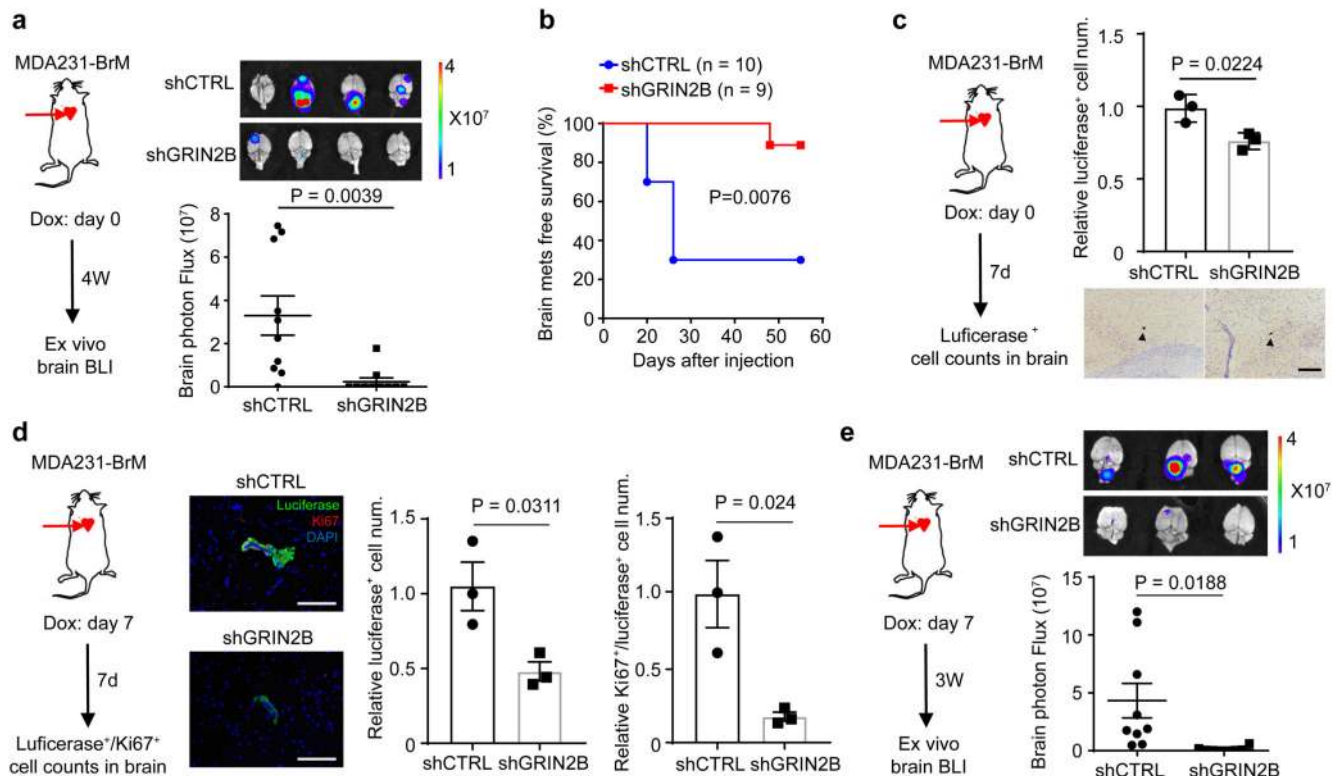 a
MDA231-BrM
Dox: day 0
4W
Ex vivo
brain BLI
shCTRL
shGRIN2B
4
X10⁷
1
P = 0.0039
Brain photon Flux (10⁷)
8
6
4
2
0
shCTRL
shGRIN2B
b
shCTRL (n = 10)
shGRIN2B (n = 9)
Brain mets free survival (%)
100
80
60
40
20
0
P=0.0076
0
20
40
50
60
Days after injection
c
MDA231-BrM
Dox: day 0
7d
Luficerase ⁺
cell counts in brain
Relative luciferase⁺ cell num.
1.5
1.0
0.5
0
P = 0.0224
shCTRL
shGRIN2B
d
MDA231-BrM
Dox: day 7
7d
Luficerase⁺/Ki67⁺
cell counts in brain
shCTRL
Luciferase
Ki67
DAPI
shGRIN2B
Relative luciferase⁺ cell num.
1.5
1.0
0.5
0
P = 0.0311
shCTRL
shGRIN2B
Relative Ki67⁺/luciferase⁺ cell num.
1.5
1.0
0.5
0
P = 0.024
shCTRL
shGRIN2B
e
MDA231-BrM
Dox: day 7
3W
Ex vivo
brain BLI
shCTRL
shGRIN2B
4
X10⁷
1
P = 0.0188
Brain photon Flux (10⁷)
15
10
5
0
shCTRL
shGRIN2B